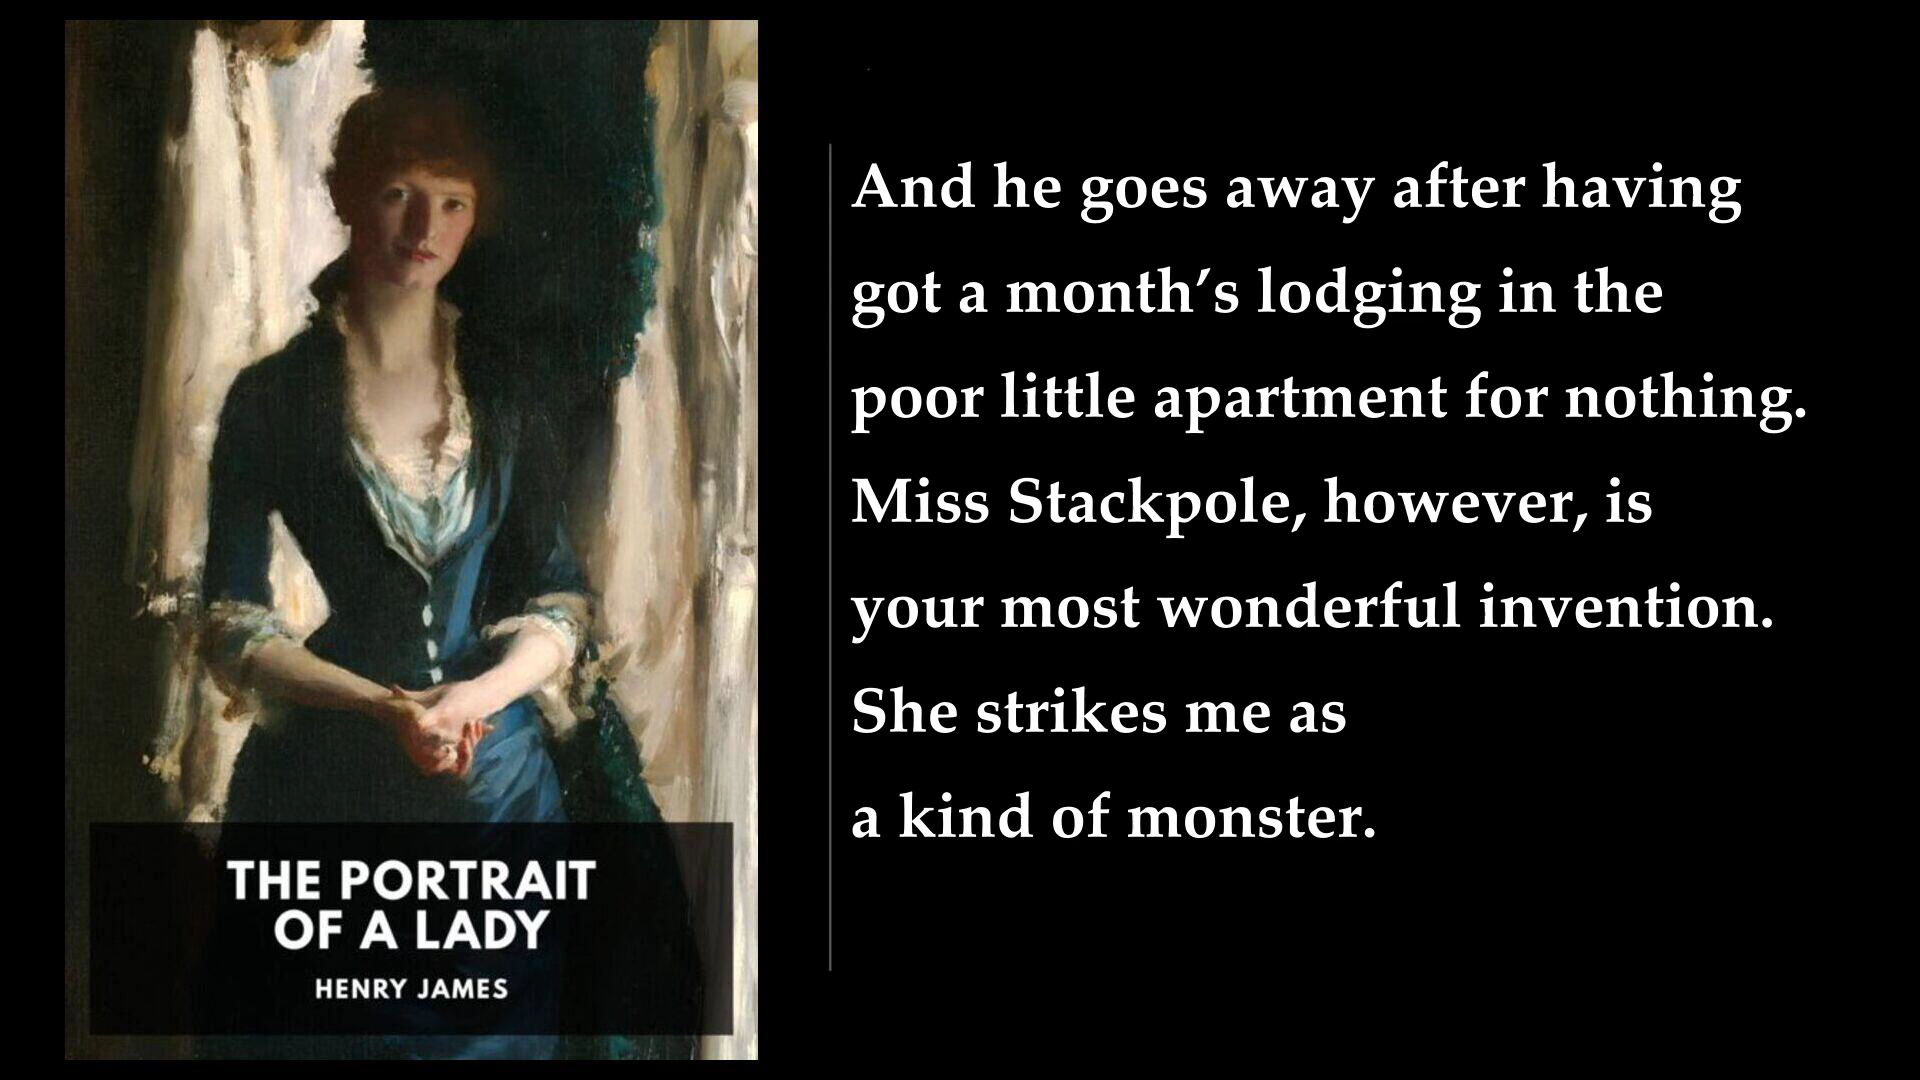 THE PORTRAIT
OF A LADY
HENRY JAMES
And he goes away after having
got a month’s lodging in the
poor little apartment for nothing.
Miss Stackpole, however, is
your most wonderful invention.
She strikes me as
a kind of monster.